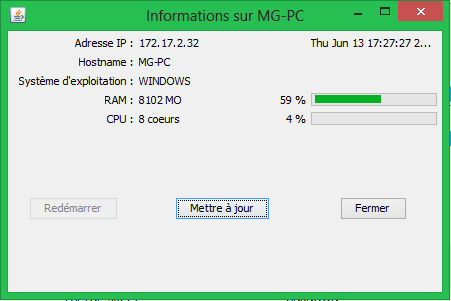 Informations sur MG-PC
Adresse IP : 172.17.2.32 Thu Jun 13 17:27:27 2...
Hostname : MG-PC
Système d'exploitation : WINDOWS
RAM : 8102 MO 59 %
CPU : 8 coeurs 4 %
Redémarrer Mettre à jour Fermer